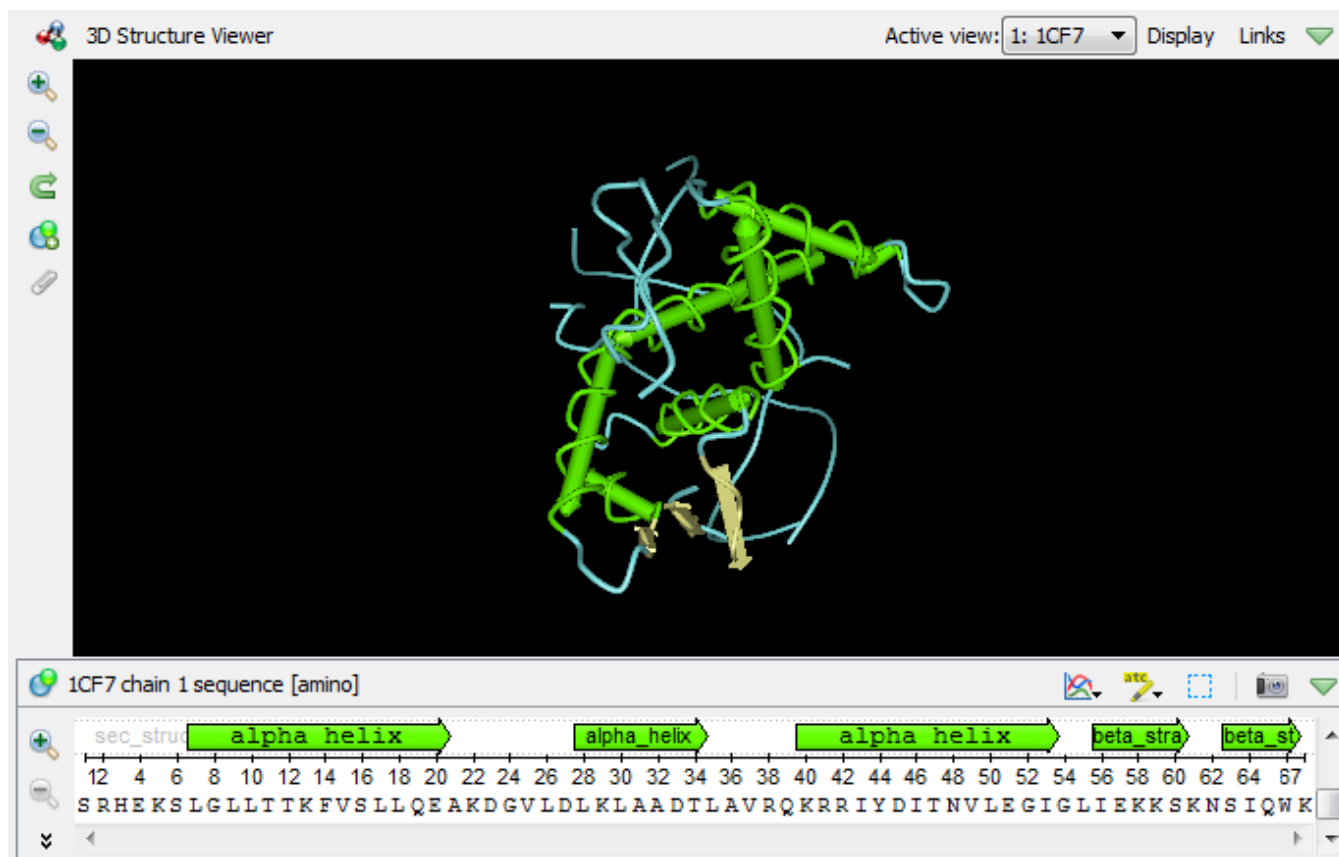 3D Structure Viewer
Active view: 1: 1CF7 Display Links
1CF7 chain 1 sequence [amino]
atc
sec_struc alpha helix alpha_helix alpha helix beta_stra beta_st
12 4 6 8 10 12 14 16 18 20 22 24 26 28 30 32 34 36 38 40 42 44 46 48 50 52 54 56 58 60 62 64 67
SRHEKSLGLLTTKFVSLLQEAKDGVLDLKLAADTLAVRQKRRIYDITNVLEGIGLIEKKSKNSIQWK